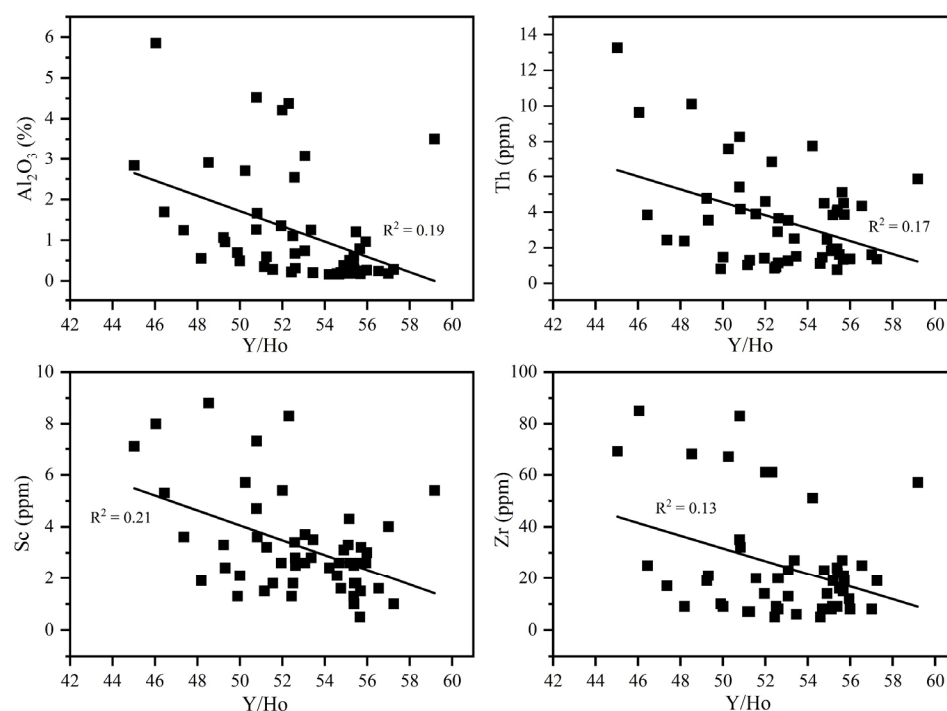 6
5
4
3
2
1
0
Al₂O₃ (%)
R² = 0.19
42 44 46 48 50 52 54 56 58 60
Y/Ho
14
12
10
8
6
4
2
0
Th (ppm)
R² = 0.17
42 44 46 48 50 52 54 56 58 60
Y/Ho
10
8
6
4
2
0
Sc (ppm)
R² = 0.21
42 44 46 48 50 52 54 56 58 60
Y/Ho
100
80
60
40
20
0
Zr (ppm)
R² = 0.13
42 44 46 48 50 52 54 56 58 60
Y/Ho